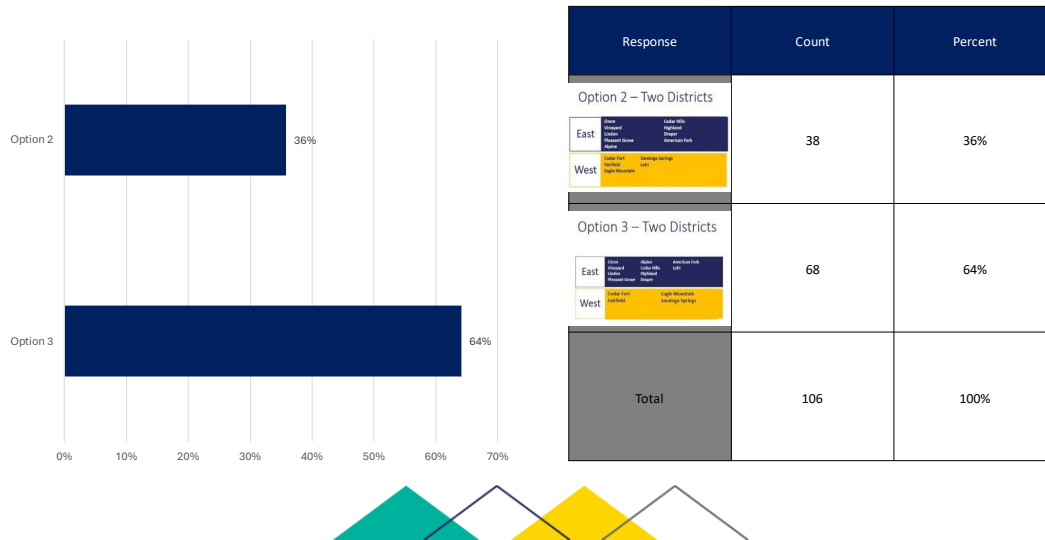 Option 2
36%
Option 3
64%
0%
10%
20%
30%
40%
50%
60%
70%
Response Count Percent
Option 2 – Two Districts
East
Orem Cedar Hills
Vineyard Highland
Lindon Draper
Pleasant Grove American Fork
Alpine
West
Cedar Fort Saratoga Springs
Fairfield Lehi
Eagle Mountain
38 36%
Option 3 – Two Districts
East
Orem Alpine American Fork
Vineyard Cedar Hills Lehi
Lindon Highland
Pleasant Grove Draper
West
Cedar Fort Eagle Mountain
Fairfield Saratoga Springs
68 64%
Total 106 100%